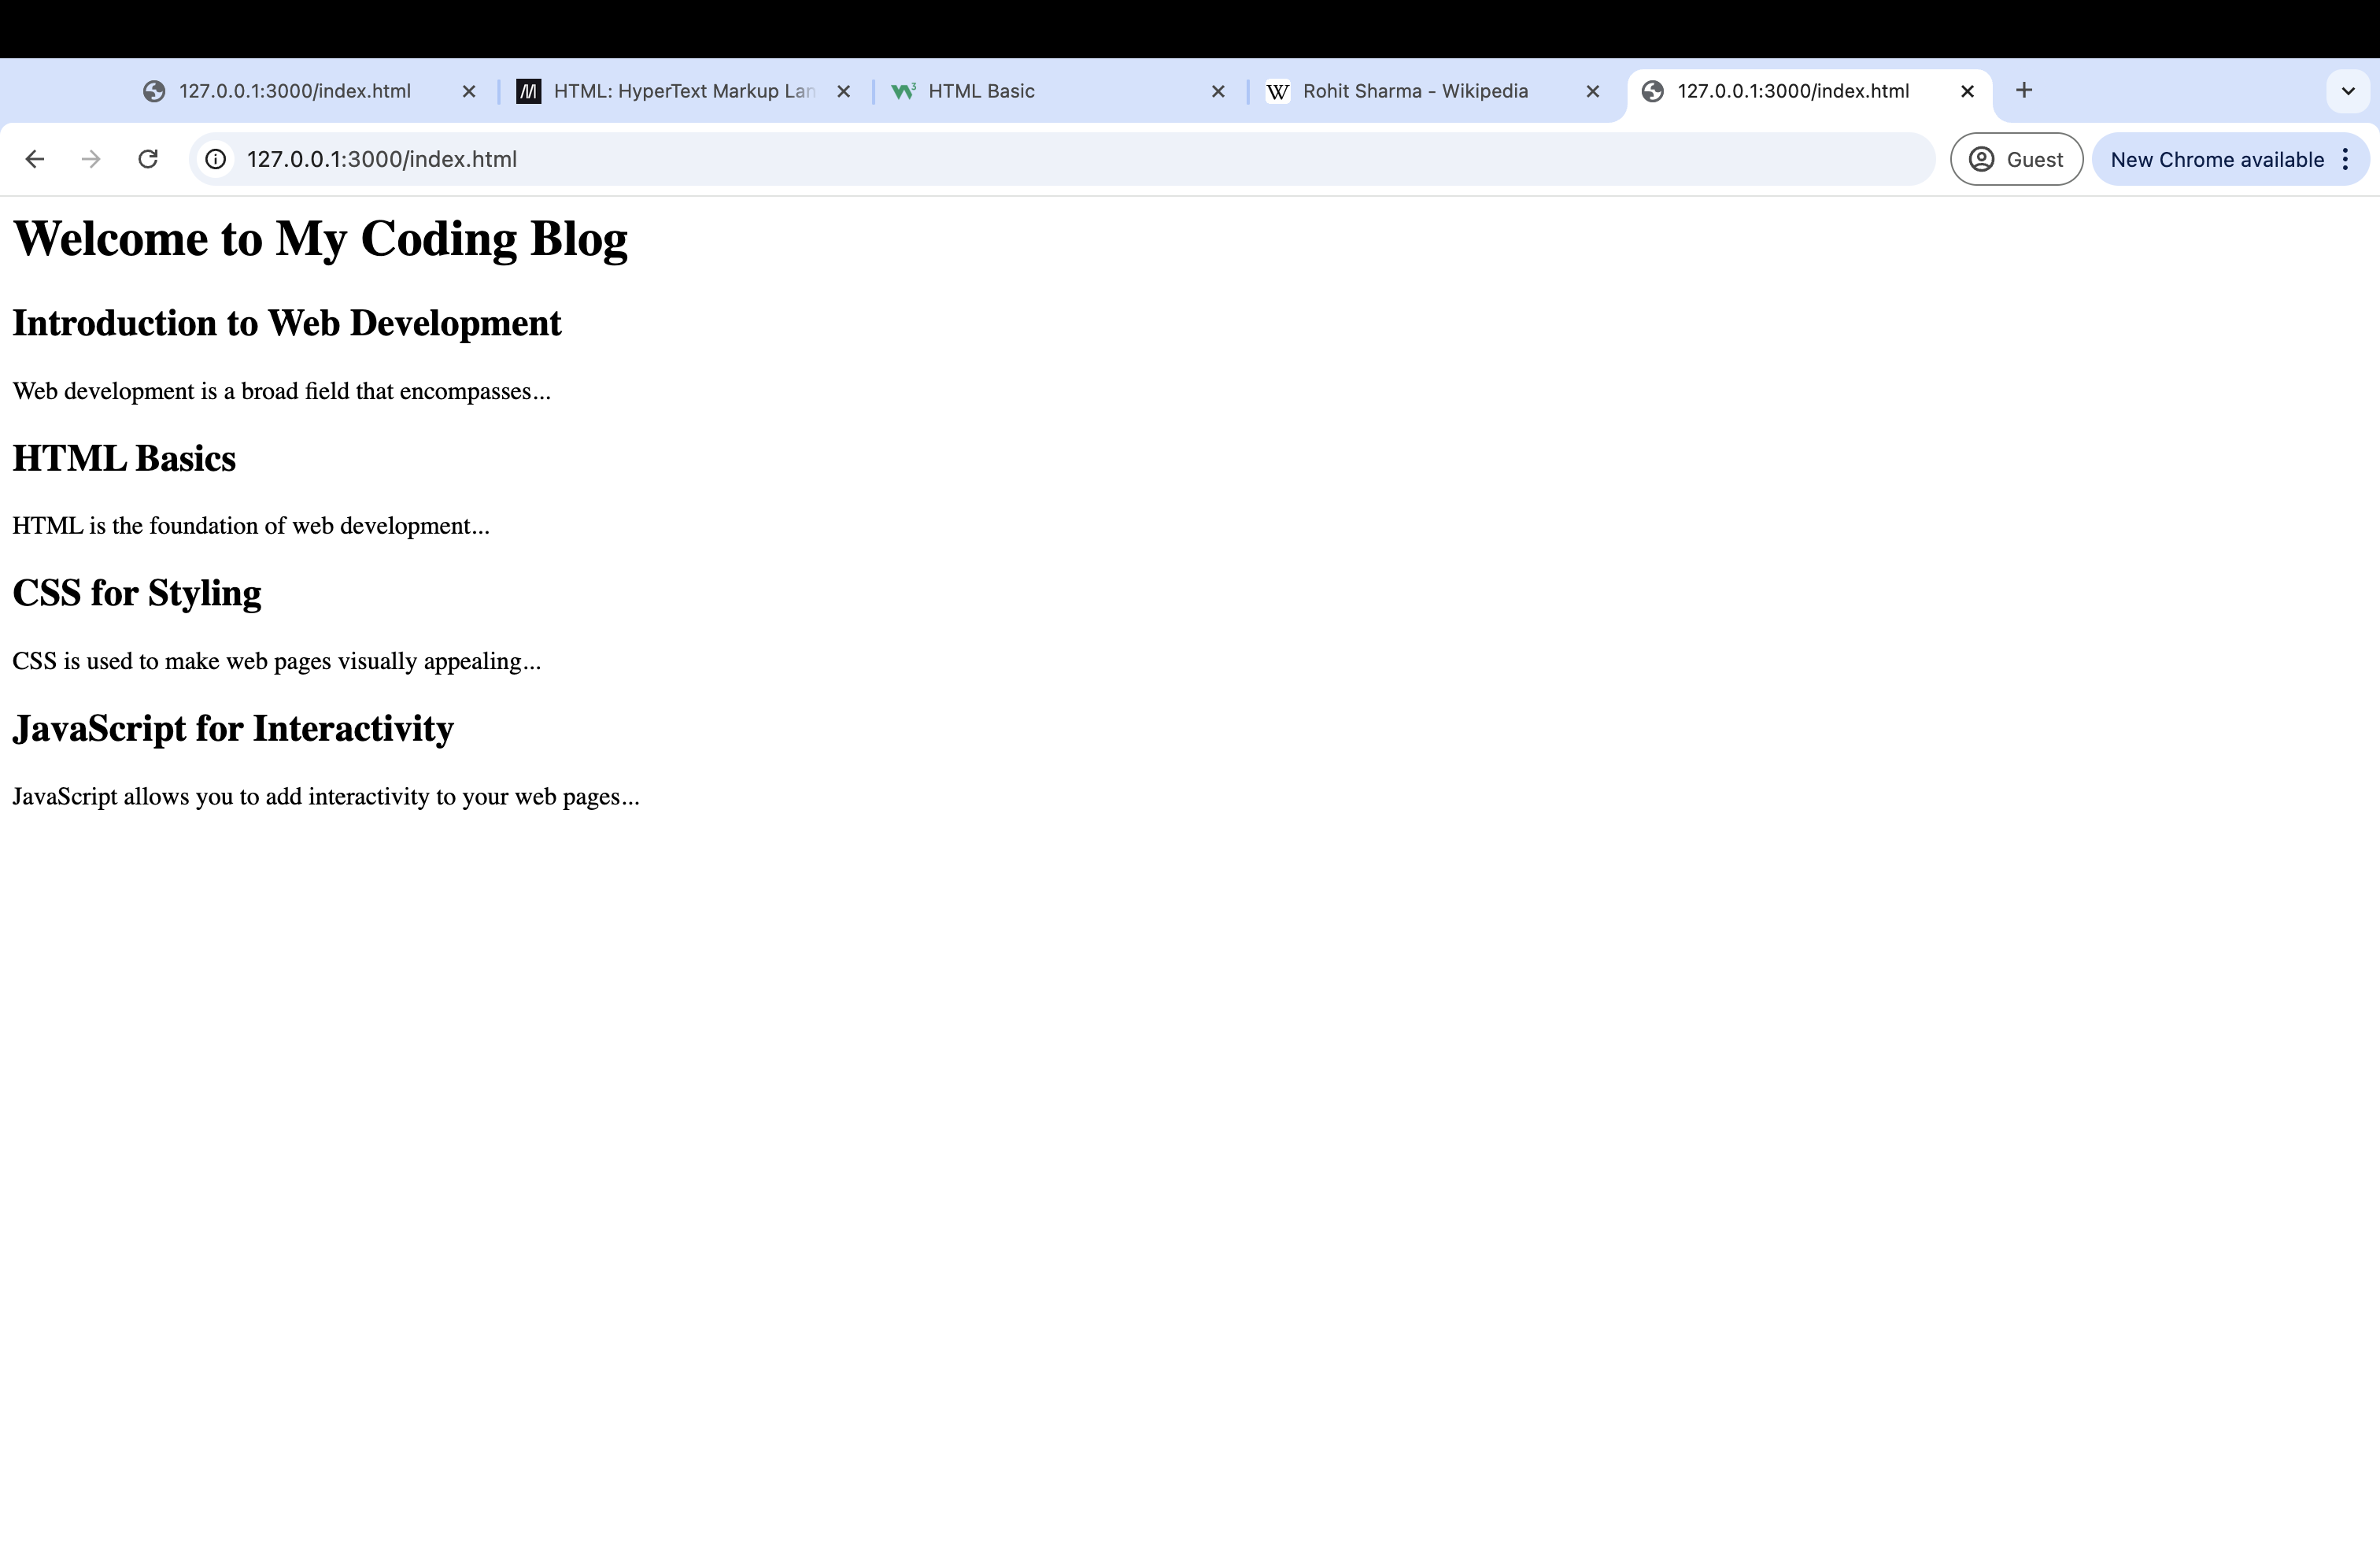 127.0.0.1:3000/index.html
HTML: HyperText Markup Lan
HTML Basic
Rohit Sharma - Wikipedia
127.0.0.1:3000/index.html
127.0.0.1:3000/index.html
Guest
New Chrome available
Welcome to My Coding Blog
Introduction to Web Development
Web development is a broad field that encompasses...
HTML Basics
HTML is the foundation of web development...
CSS for Styling
CSS is used to make web pages visually appealing...
JavaScript for Interactivity
JavaScript allows you to add interactivity to your web pages...